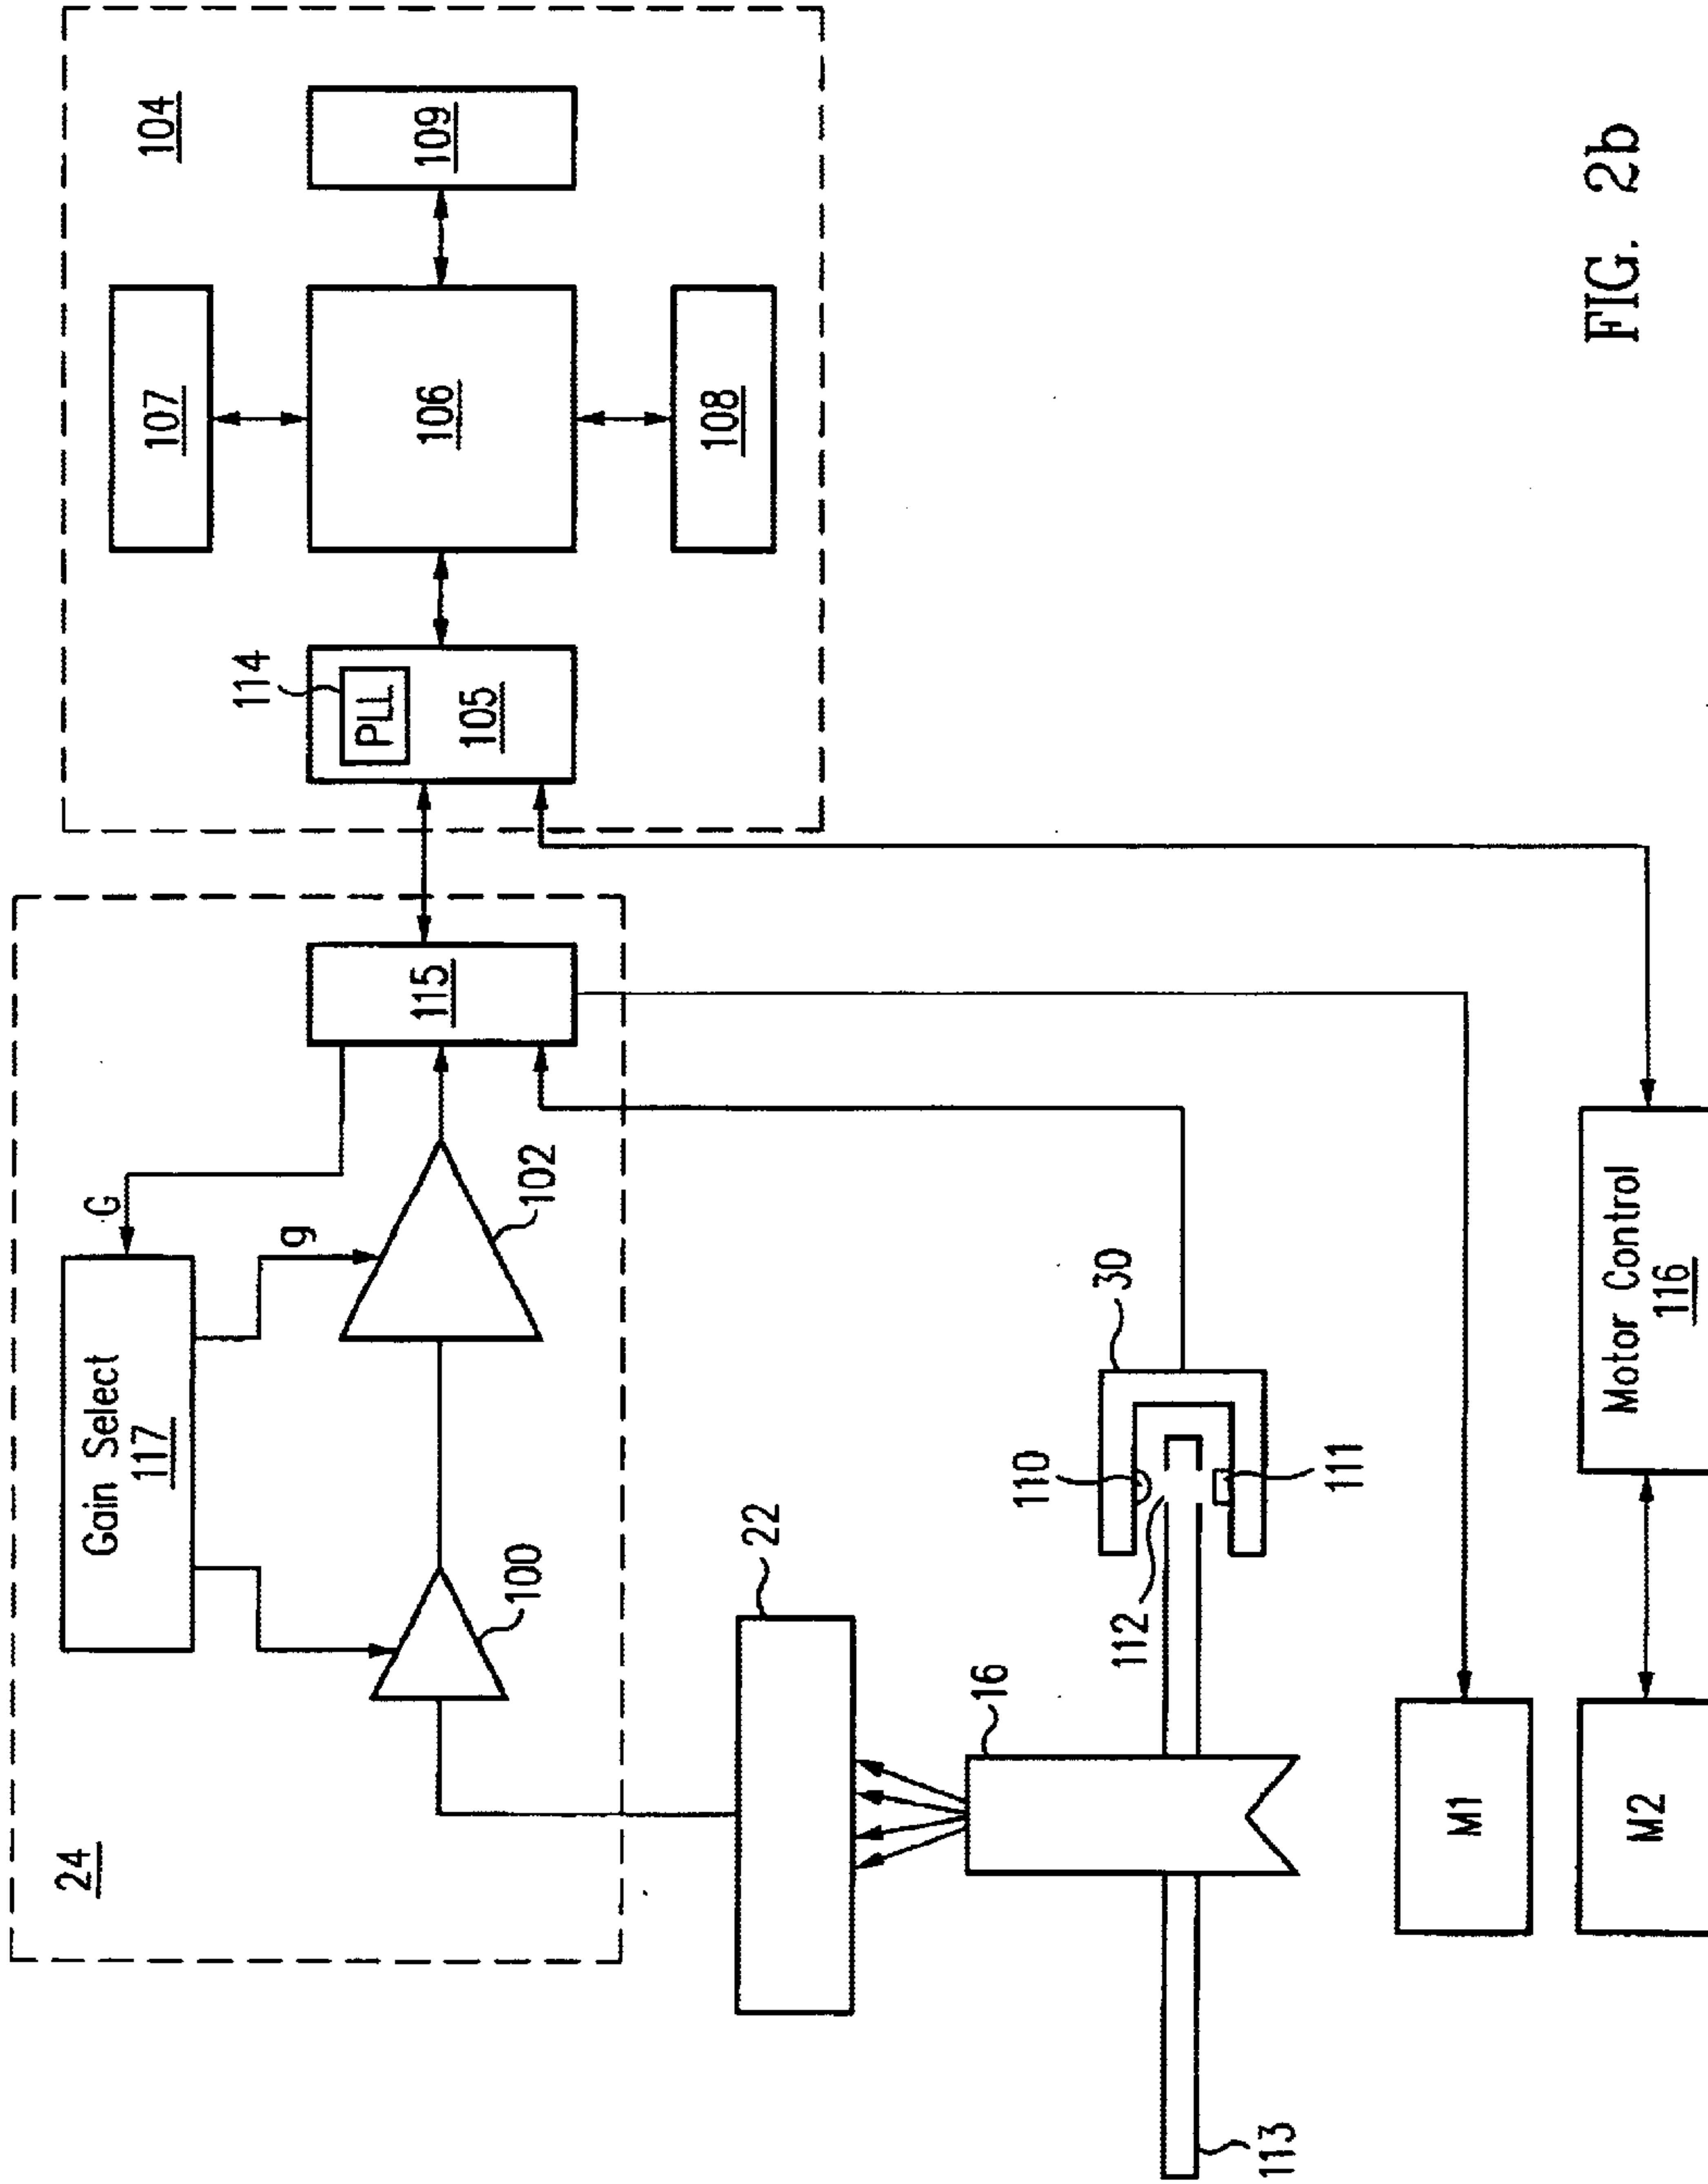 24
Gain Select
117
G
g
100
102
115
104
114
PLL
105
106
107
108
109
22
16
30
110
112
111
113
M1
M2
Motor Control
116
FIG. 2b